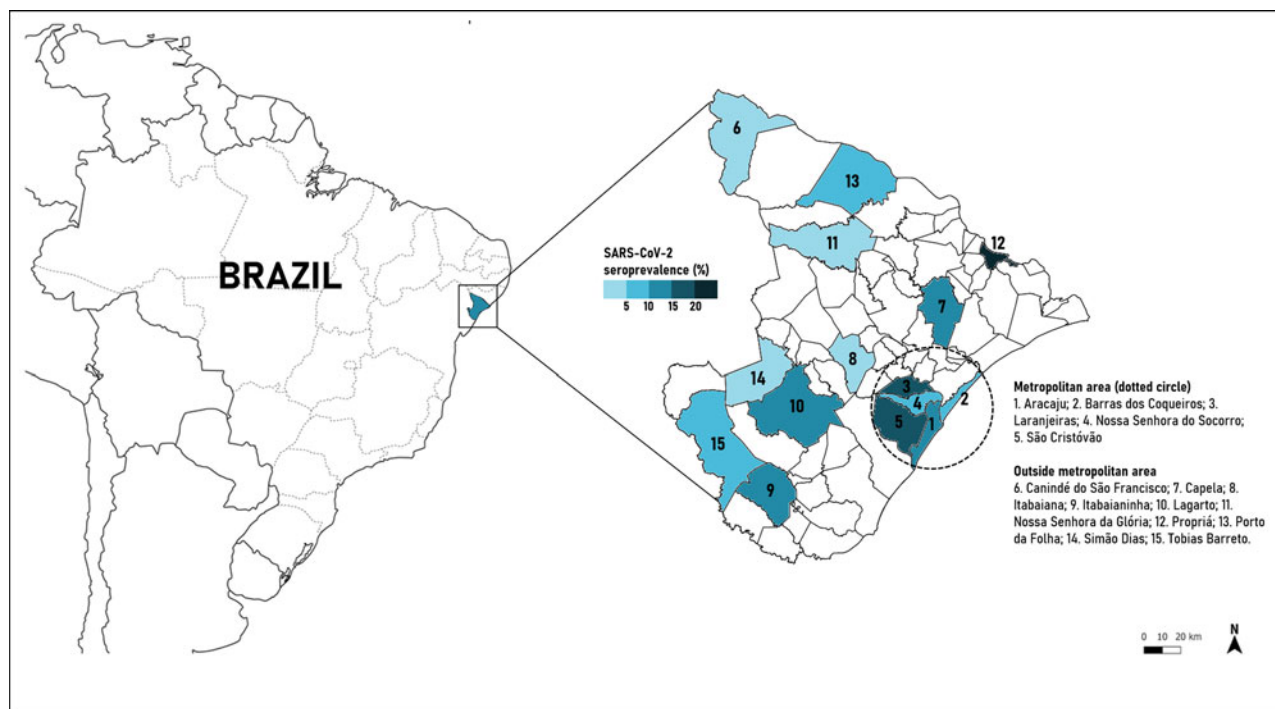 BRAZIL
6
13
11
12
SARS-CoV-2
seroprevalence (%)
5 10 15 20
7
8
14
3
2
4
10
5
1
15
9
Metropolitan area (dotted circle)
1. Aracaju; 2. Barras dos Coqueiros; 3.
Laranjeiras; 4. Nossa Senhora do Socorro;
5. São Cristóvão
Outside metropolitan area
6. Canindé do São Francisco; 7. Capela; 8.
Itabaiana; 9. Itabaianinha; 10. Lagarto; 11.
Nossa Senhora da Glória; 12. Propriá; 13. Porto
da Folha; 14. Simão Dias; 15. Tobias Barreto.
0 10 20 km
N